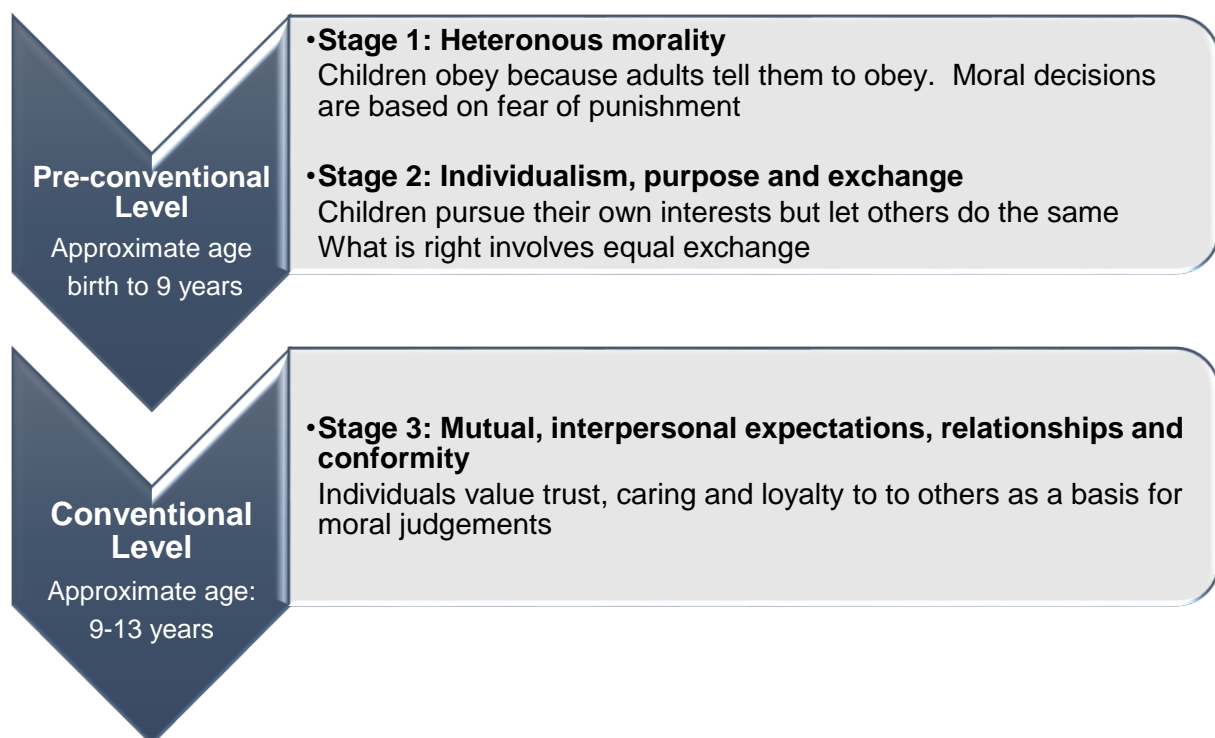 Pre-conventional
Level
Approximate age
birth to 9 years
•Stage 1: Heteronous morality
Children obey because adults tell them to obey. Moral decisions
are based on fear of punishment
•Stage 2: Individualism, purpose and exchange
Children pursue their own interests but let others do the same
What is right involves equal exchange
Conventional
Level
Approximate age:
9-13 years
•Stage 3: Mutual, interpersonal expectations, relationships and
conformity
Individuals value trust, caring and loyalty to to others as a basis for
moral judgements